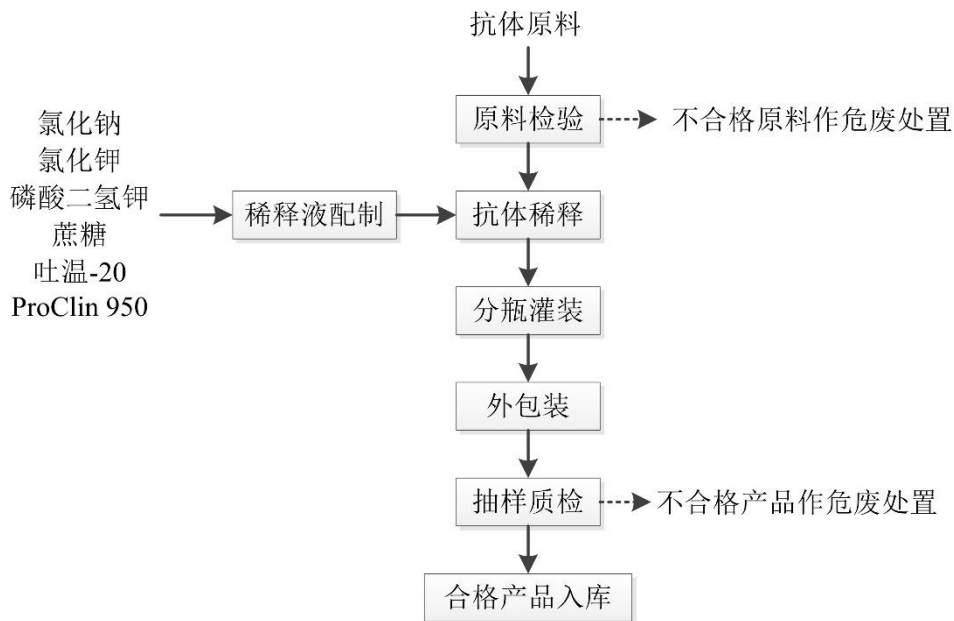 抗体原料
原料检验
不合格原料作危废处置
氯化钠
氯化钾
磷酸二氢钾
蔗糖
吐温-20
ProClin 950
稀释液配制
抗体稀释
分瓶灌装
外包装
抽样质检
不合格产品作危废处置
合格产品入库